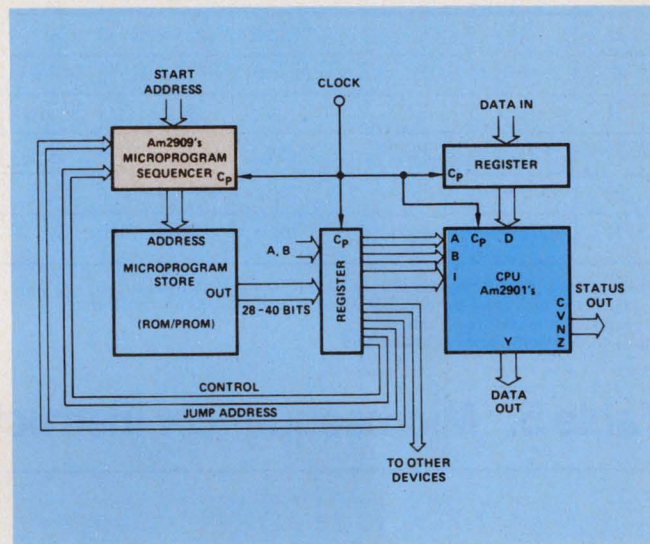 START
ADDRESS
CLOCK
DATA IN
Am2909's
MICROPROGRAM
SEQUENCER CP
CP REGISTER
ADDRESS
MICROPROGRAM
STORE
OUT
(ROM/PROM)
28-40 BITS
A, B
CP
REGISTER
A CP D
B
I
CPU
Am2901's
C
V
N
Z
Y
STATUS
OUT
DATA
OUT
CONTROL
JUMP ADDRESS
TO OTHER
DEVICES